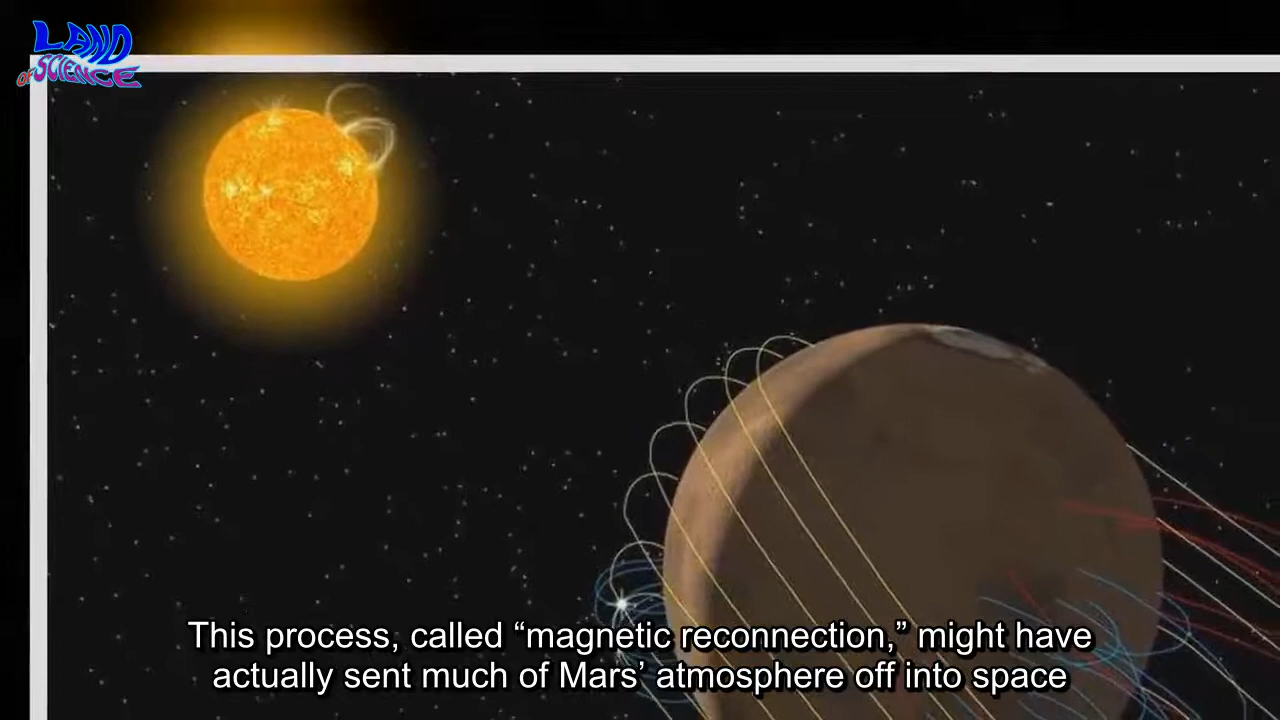 LAND
OF SCIENCE
This process, called “magnetic reconnection,” might have
actually sent much of Mars’ atmosphere off into space